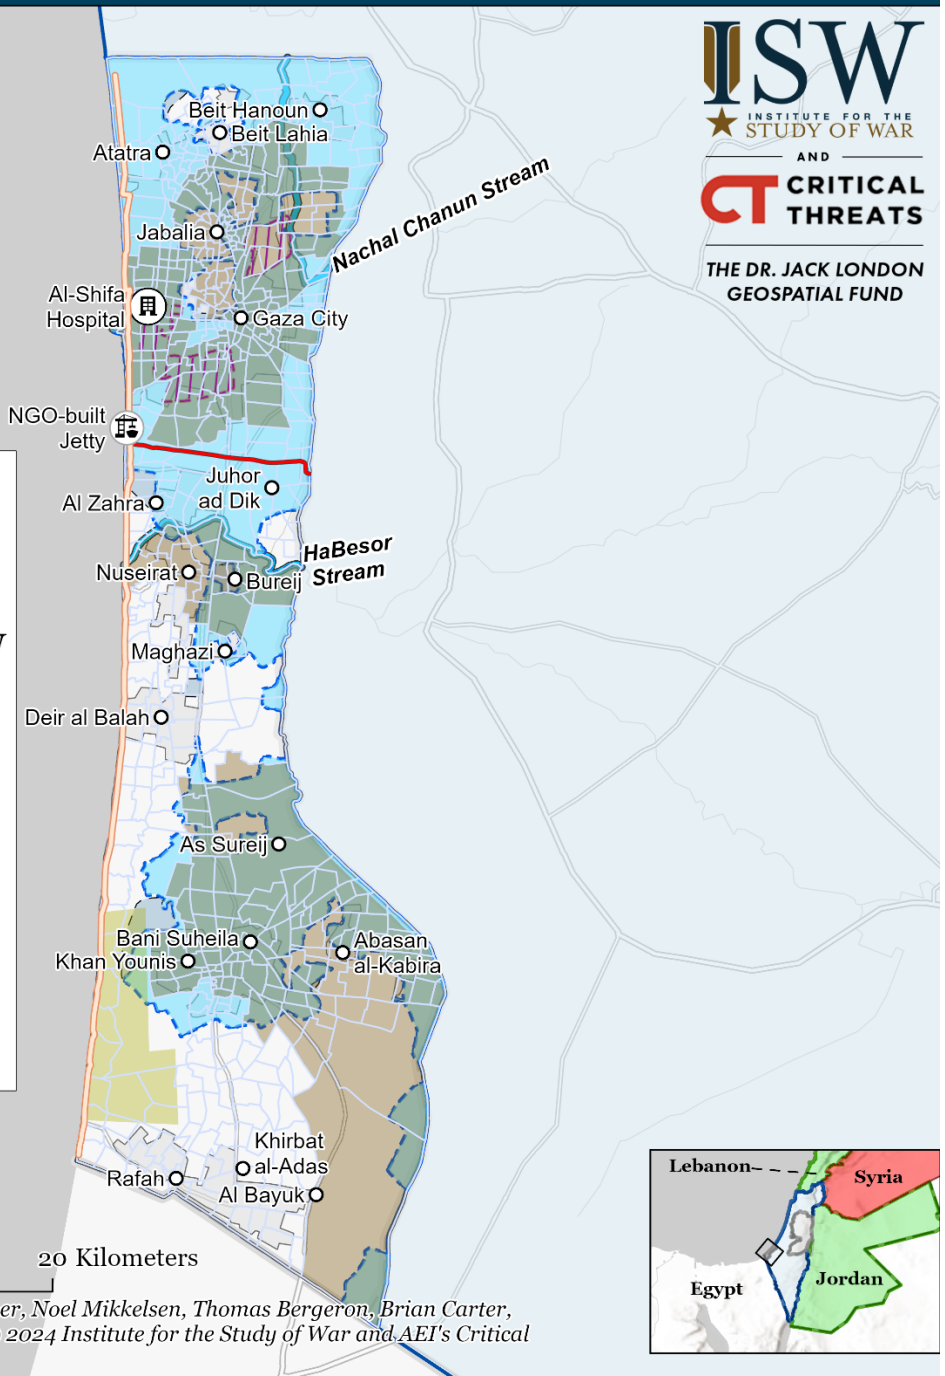 ISW
INSTITUTE FOR THE
STUDY OF WAR
AND
CT CRITICAL
THREATS
THE DR. JACK LONDON
GEOSPATIAL FUND
Beit Hanoun
Beit Lahia
Atatra
Nachal Chanun Stream
Jabalia
Al-Shifa
Hospital
Gaza City
NGO-built
Jetty
Juhor
ad Dik
Al Zahra
HaBesor
Stream
Nuseirat
Bureij
Maghazi
Deir al Balah
As Sureij
Bani Suheila
Abasan
al-Kabira
Khan Younis
Khirbat
al-Adas
Rafah
Al Bayuk
20 Kilometers
er, Noel Mikkelsen, Thomas Bergeron, Brian Carter,
2024 Institute for the Study of War and AEI's Critical
Lebanon
Syria
Egypt
Jordan